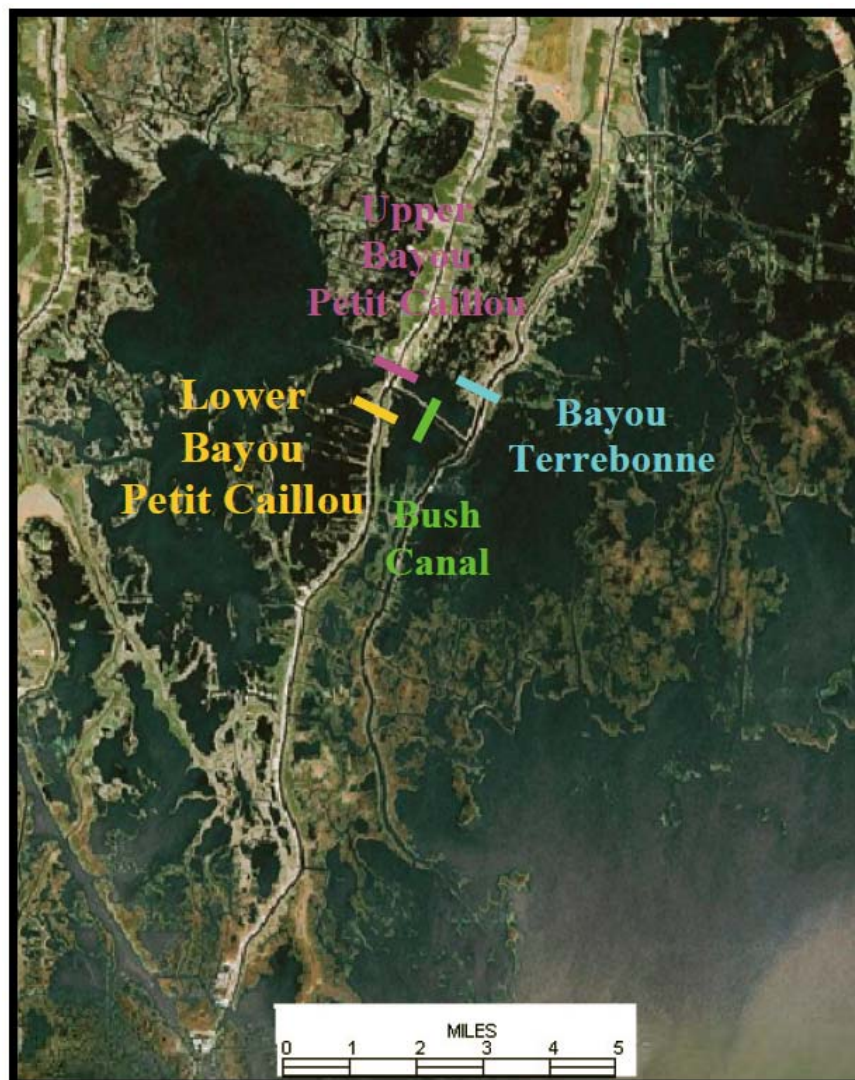 Upper
Bayou
Petit Caillou
Lower
Bayou
Petit Caillou
Bayou
Terrebonne
Bush
Canal
MILES
0 1 2 3 4 5